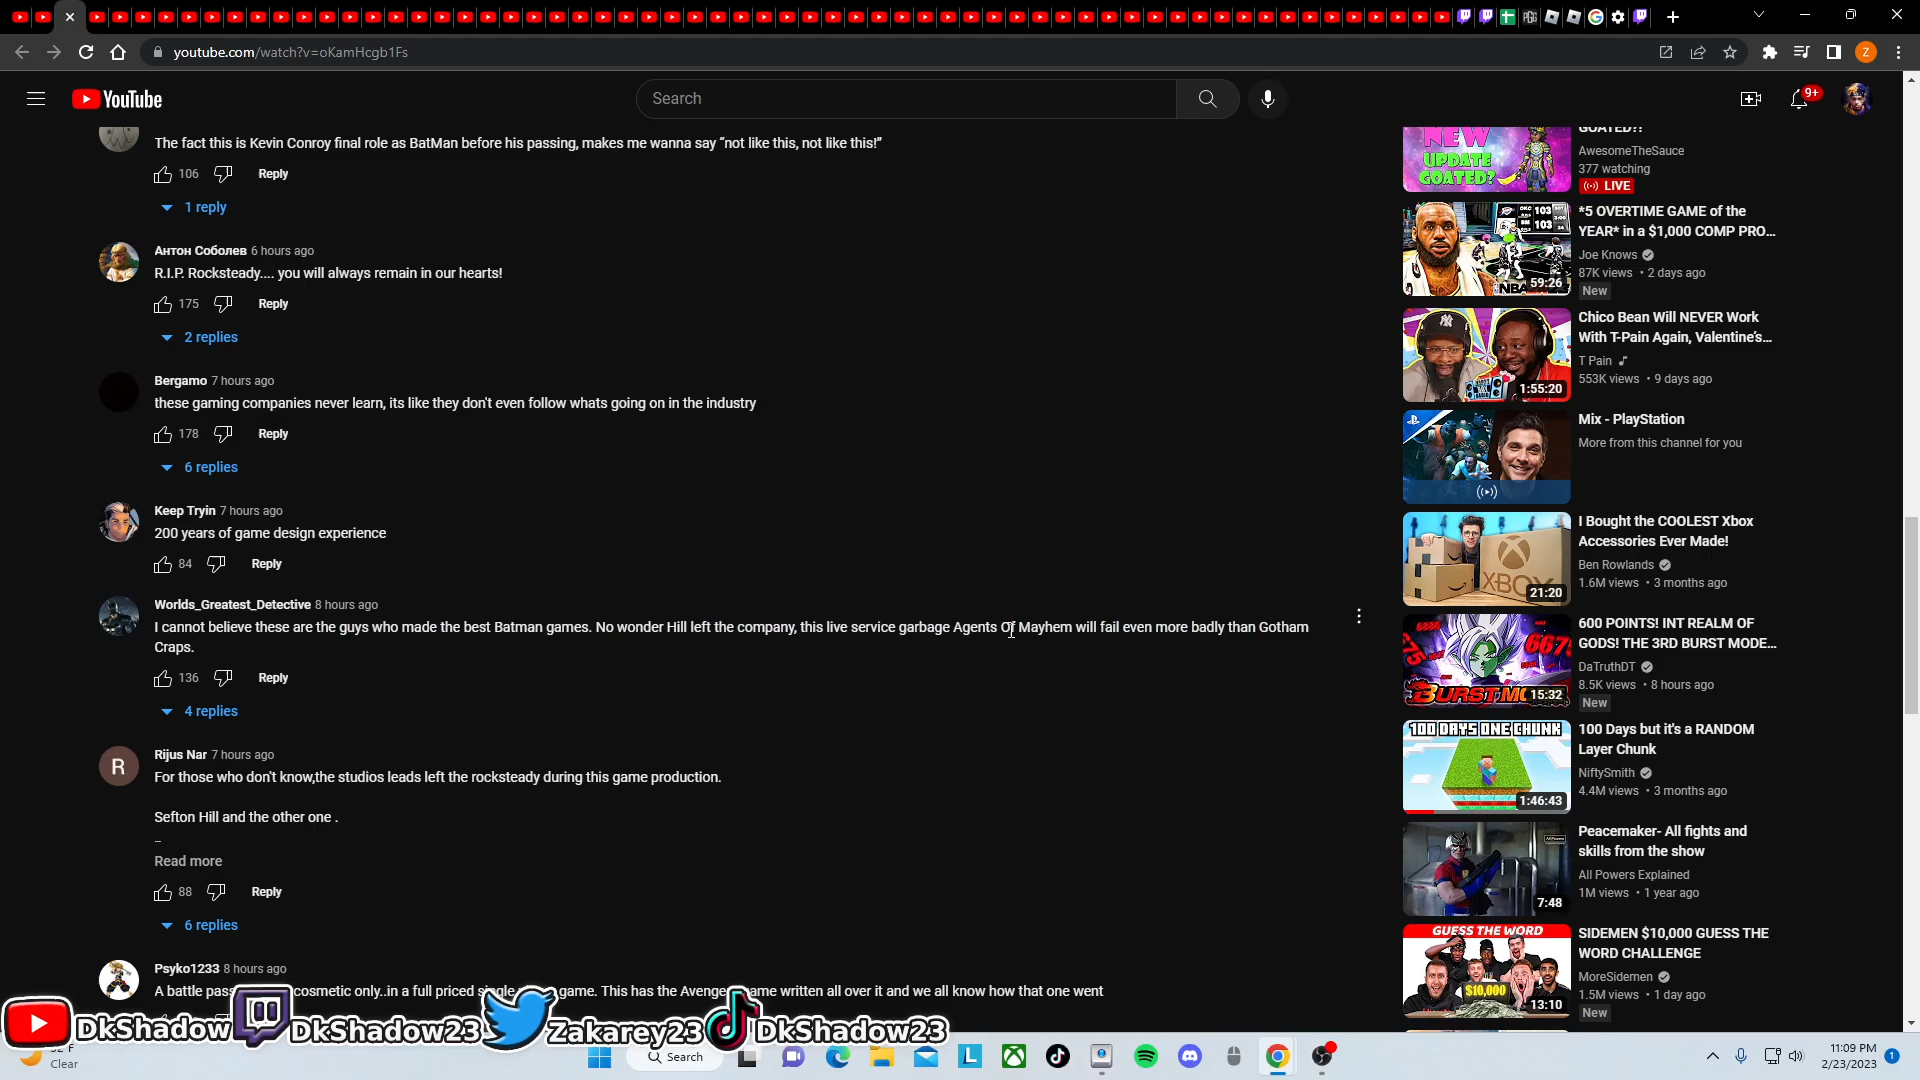 youtube.com/watch?v=oKamHcgb1Fs
Z
YouTube
Search
9+
The fact this is Kevin Conroy final role as BatMan before his passing, makes me wanna say “not like this, not like this!”
106
Reply
1 reply
Антон Соболев 6 hours ago
R.I.P. Rocksteady.... you will always remain in our hearts!
175
Reply
2 replies
Bergamo 7 hours ago
these gaming companies never learn, its like they don't even follow whats going on in the industry
178
Reply
6 replies
Keep Tryin 7 hours ago
200 years of game design experience
84
Reply
Worlds_Greatest_Detective 8 hours ago
I cannot believe these are the guys who made the best Batman games. No wonder Hill left the company, this live service garbage Agents Of Mayhem will fail even more badly than Gotham
Craps.
136
Reply
4 replies
R
Rijus Nar 7 hours ago
For those who don't know,the studios leads left the rocksteady during this game production.
Sefton Hill and the other one .
Read more
88
Reply
6 replies
Psyko1233 8 hours ago
A battle pass cosmetic only..in a full priced game. This has the Avengers game written all over it and we all know how that one went
NEW
UPDATE
GOATED?
GOATED??
AwesomeTheSauce
377 watching
LIVE
59:26
*5 OVERTIME GAME of the
YEAR* in a $1,000 COMP PRO...
Joe Knows
87K views • 2 days ago
New
1:55:20
Chico Bean Will NEVER Work
With T-Pain Again, Valentine's...
T Pain
553K views • 9 days ago
Mix - PlayStation
More from this channel for you
XBOX
21:20
I Bought the COOLEST Xbox
Accessories Ever Made!
Ben Rowlands
1.6M views • 3 months ago
BURST MO
15:32
600 POINTS! INT REALM OF
GODS! THE 3RD BURST MODE...
DaTruthDT
8.5K views • 8 hours ago
New
100 DAYS ONE CHUNK
1:46:43
100 Days but it's a RANDOM
Layer Chunk
NiftySmith
4.4M views • 3 months ago
7:48
Peacemaker- All fights and
skills from the show
All Powers Explained
1M views • 1 year ago
GUESS THE WORD
$10,000
13:10
SIDEMEN $10,000 GUESS THE
WORD CHALLENGE
MoreSidemen
1.5M views • 1 day ago
New
DkShadow
DkShadow23
Zakarey23
DkShadow23
Clear
Search
L
11:09 PM
2/23/2023
1